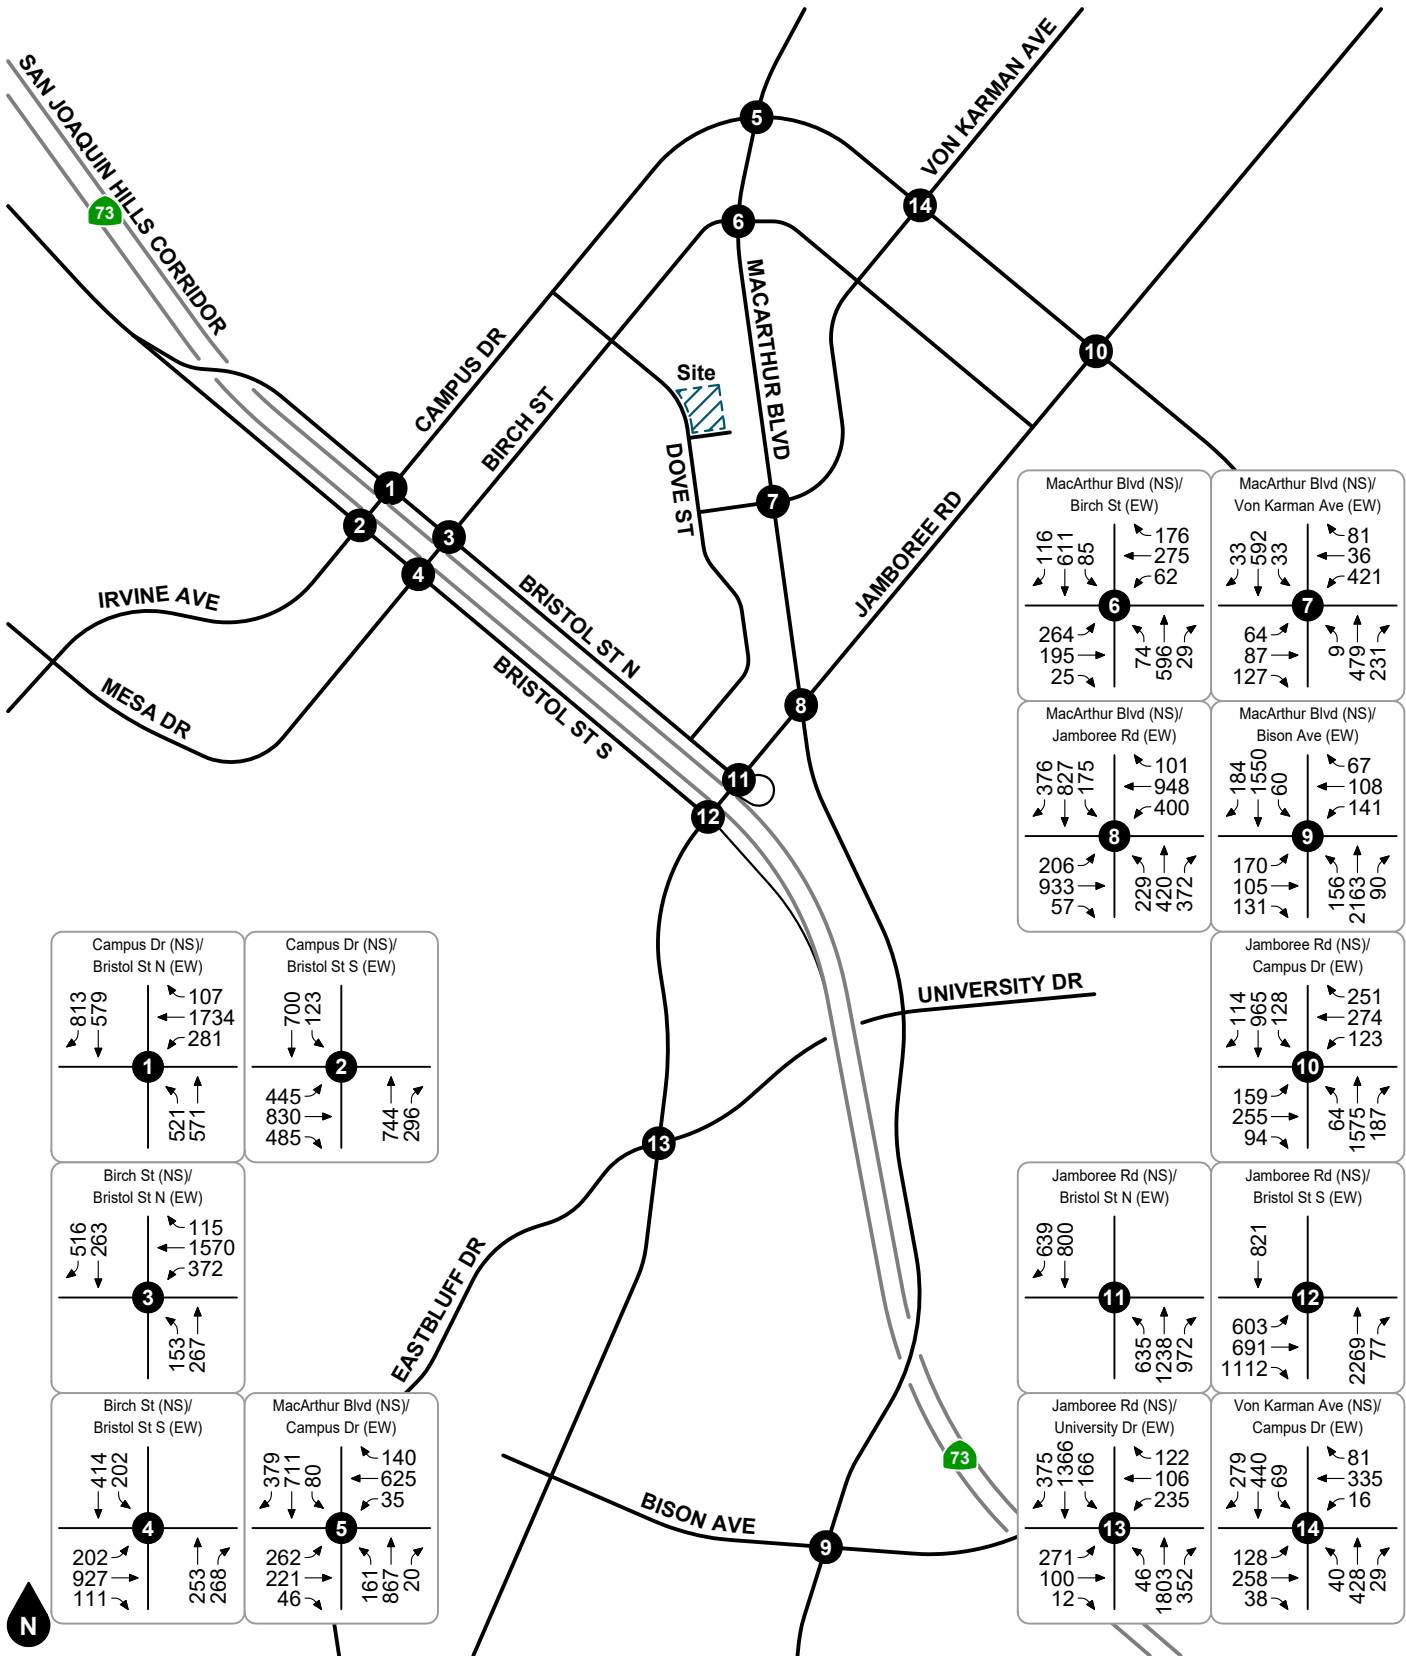 SAN JOAQUIN HILLS CORRIDOR
73
VON KARMAN AVE
5
14
6
MACARTHUR BLVD
10
CAMPUS DR
Site
BIRCH ST
DOVE ST
1
2
3
4
7
JAMBOREE RD
IRVINE AVE
BRISTOL ST N
MESA DR
BRISTOL ST S
8
11
12
UNIVERSITY DR
13
EASTBLUFF DR
BISON AVE
9
73
N
MacArthur Blvd (NS)/
Birch St (EW)
116 611 85
176
275
62
6
264
195
25
74 596 29
MacArthur Blvd (NS)/
Von Karman Ave (EW)
33 592 33
81
36
421
7
64
87
127
9 479 231
MacArthur Blvd (NS)/
Jamboree Rd (EW)
376 827 175
101
948
400
8
206
933
57
229 420 372
MacArthur Blvd (NS)/
Bison Ave (EW)
184 1550 60
67
108
141
9
170
105
131
156 2163 90
Campus Dr (NS)/
Bristol St N (EW)
813 579
107
1734
281
1
521 571
Campus Dr (NS)/
Bristol St S (EW)
700 123
2
445
830
485
744 296
Jamboree Rd (NS)/
Campus Dr (EW)
114 965 128
251
274
123
10
159
255
94
64 1575 187
Birch St (NS)/
Bristol St N (EW)
516 263
115
1570
372
3
153 267
Jamboree Rd (NS)/
Bristol St N (EW)
639 800
11
635 1238 972
Jamboree Rd (NS)/
Bristol St S (EW)
821
12
603
691
1112
2269 77
Birch St (NS)/
Bristol St S (EW)
414 202
4
202
927
111
253 268
MacArthur Blvd (NS)/
Campus Dr (EW)
379 711 80
140
625
35
5
262
221
46
161 867 20
Jamboree Rd (NS)/
University Dr (EW)
375 1366 166
122
106
235
13
271
100
12
46 1803 352
Von Karman Ave (NS)/
Campus Dr (EW)
279 440 69
81
335
16
14
128
258
38
40 428 29